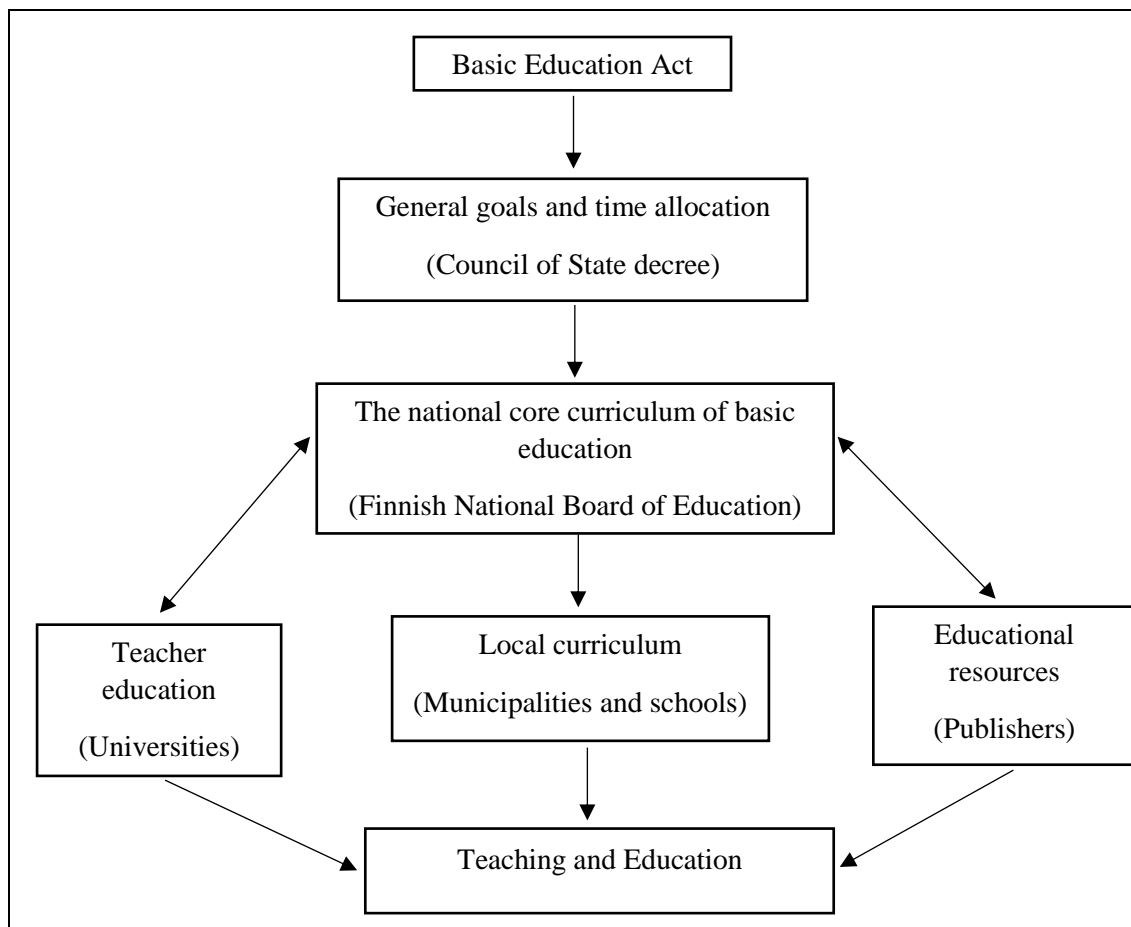 Basic Education Act
General goals and time allocation
(Council of State decree)
The national core curriculum of basic
education
(Finnish National Board of Education)
Teacher
education
(Universities)
Local curriculum
(Municipalities and schools)
Educational
resources
(Publishers)
Teaching and Education